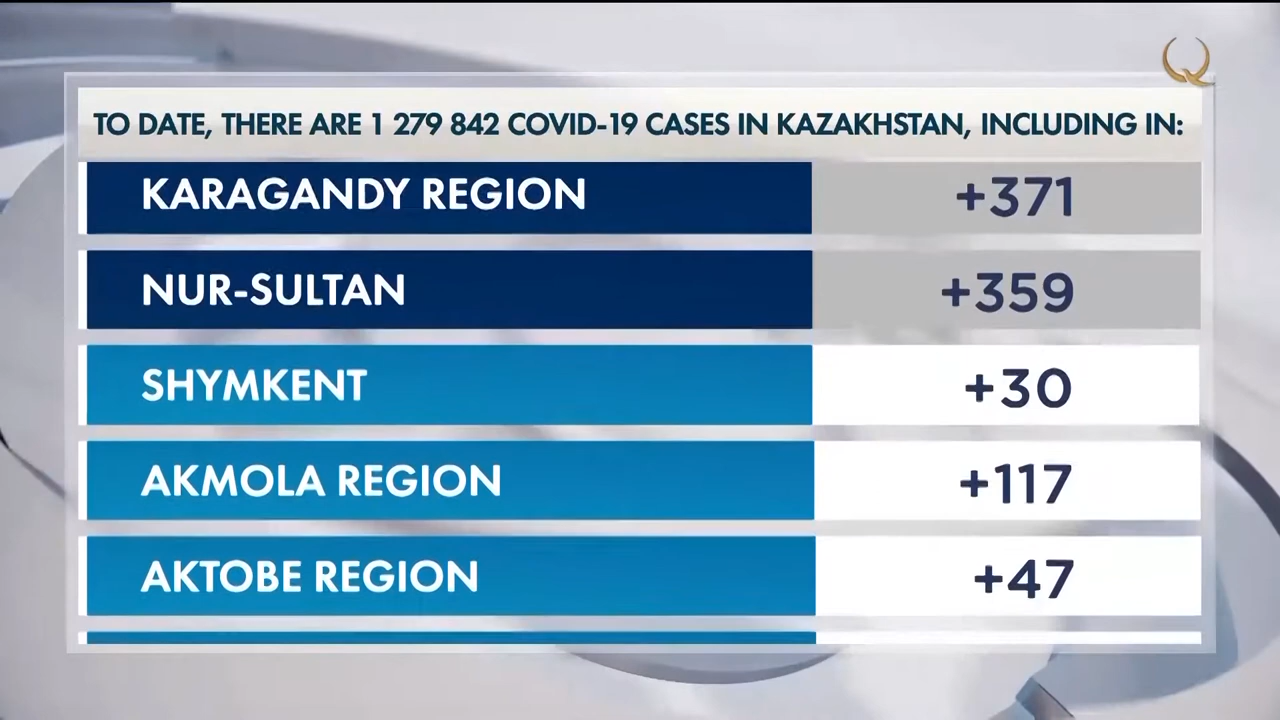 TO DATE, THERE ARE 1 279 842 COVID-19 CASES IN KAZAKHSTAN, INCLUDING IN:
KARAGANDY REGION +371
NUR-SULTAN +359
SHYMKENT +30
AKMOLA REGION +117
AKTOBE REGION +47